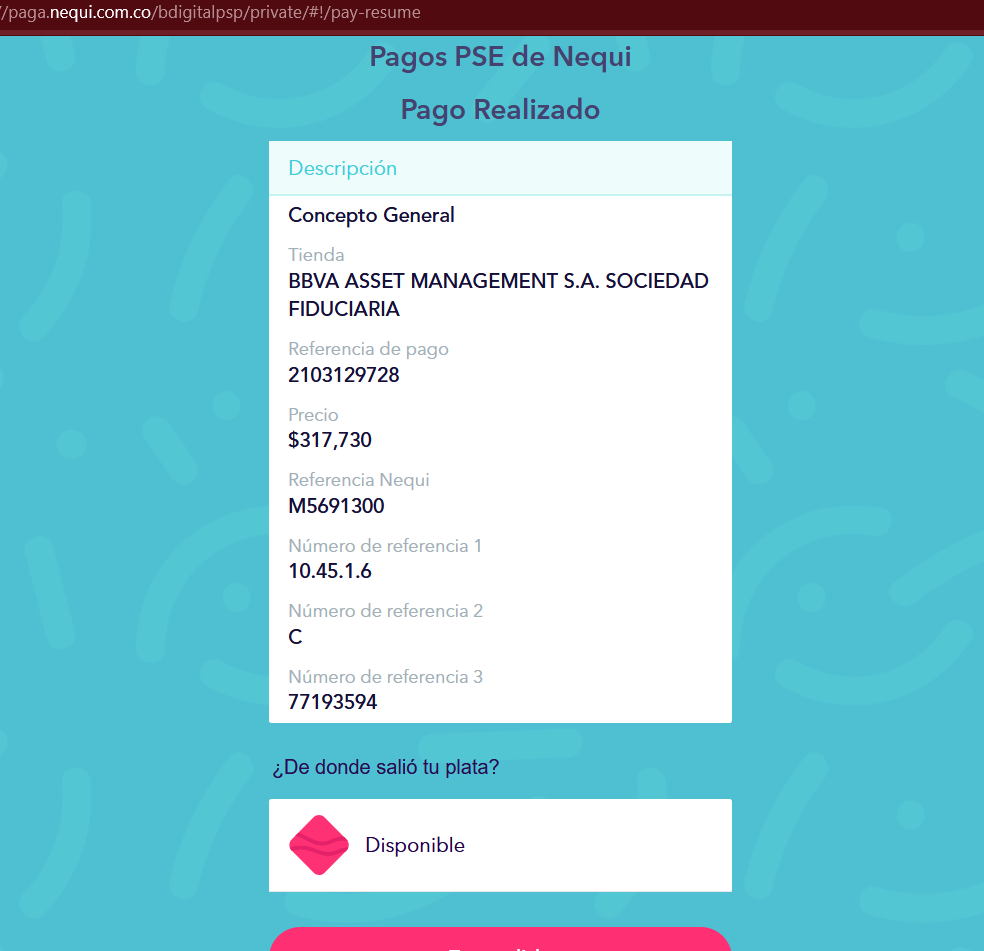 //paga.nequi.com.co/bdigitalpsp/private/#!/pay-resume
Pagos PSE de Nequi
Pago Realizado
Descripción
Concepto General
Tienda
BBVA ASSET MANAGEMENT S.A. SOCIEDAD
FIDUCIARIA
Referencia de pago
2103129728
Precio
$317,730
Referencia Nequi
M5691300
Número de referencia 1
10.45.1.6
Número de referencia 2
C
Número de referencia 3
77193594
¿De donde salió tu plata?
Disponible